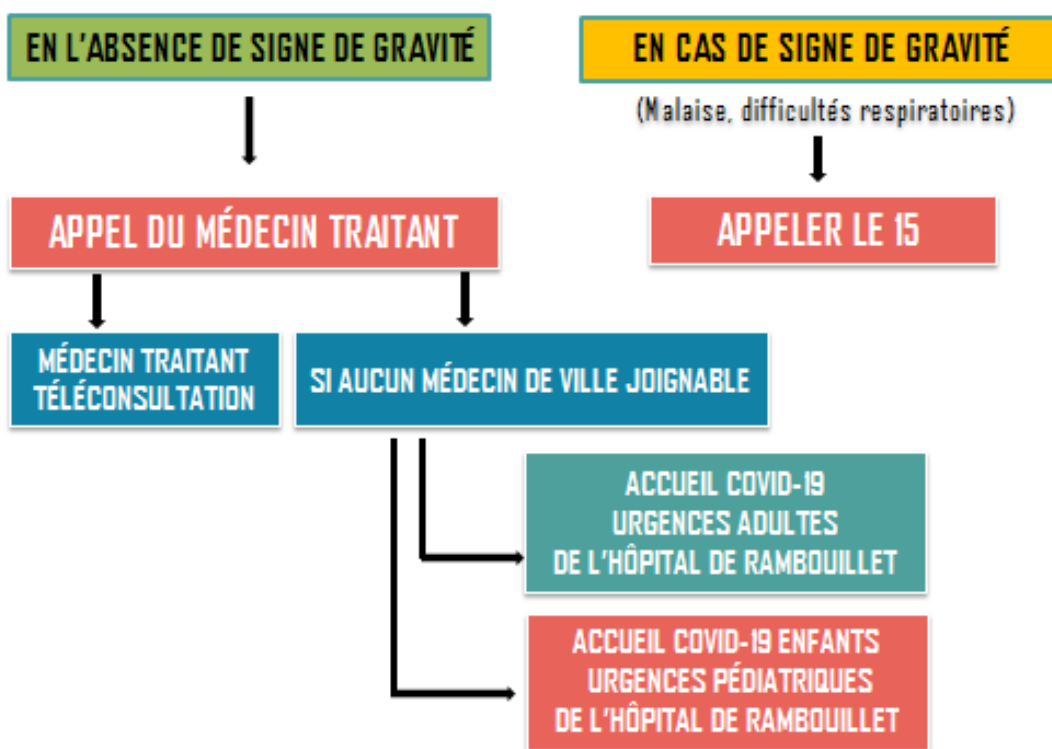 EN L'ABSENCE DE SIGNE DE GRAVITÉ
EN CAS DE SIGNE DE GRAVITÉ
(Malaise, difficultés respiratoires)
APPEL DU MÉDECIN TRAITANT
APPELER LE 15
MÉDECIN TRAITANT
TÉLÉCONSULTATION
SI AUCUN MÉDECIN DE VILLE JOIGNABLE
ACCUEIL COVID-19
URGENCES ADULTES
DE L'HÔPITAL DE RAMBOUILLET
ACCUEIL COVID-19 ENFANTS
URGENCES PÉDIATRIQUES
DE L'HÔPITAL DE RAMBOUILLET